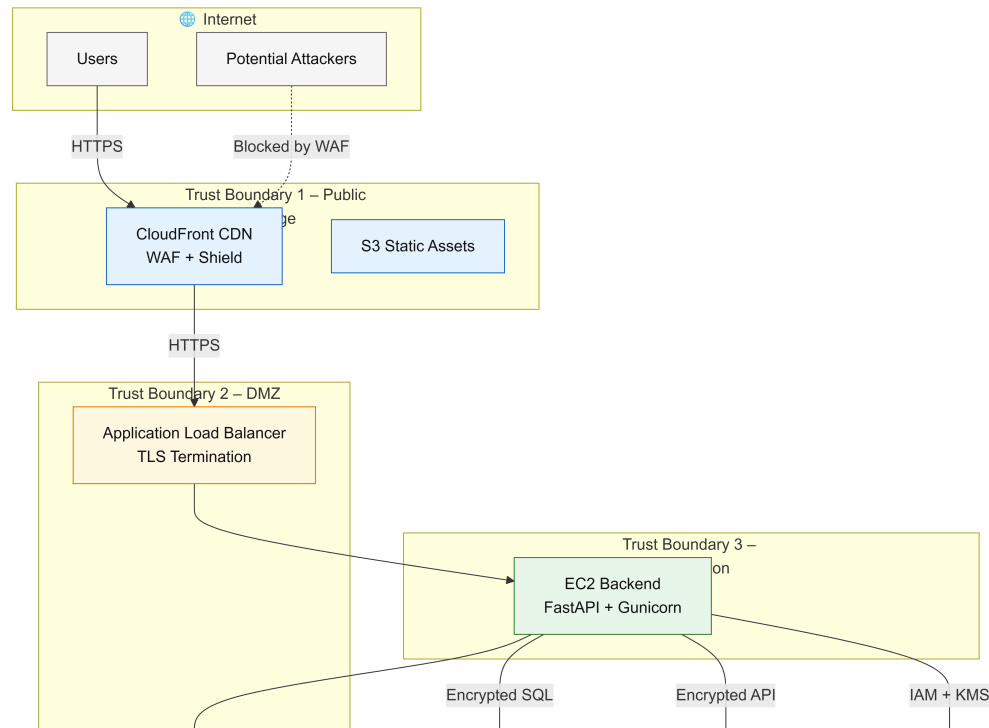 🌐 Internet
Users
Potential Attackers
HTTPS
Blocked by WAF
Trust Boundary 1 – Public
CloudFront CDN
WAF + Shield
S3 Static Assets
HTTPS
Trust Boundary 2 – DMZ
Application Load Balancer
TLS Termination
Trust Boundary 3 –
EC2 Backend
FastAPI + Gunicorn
Encrypted SQL
Encrypted API
IAM + KMS